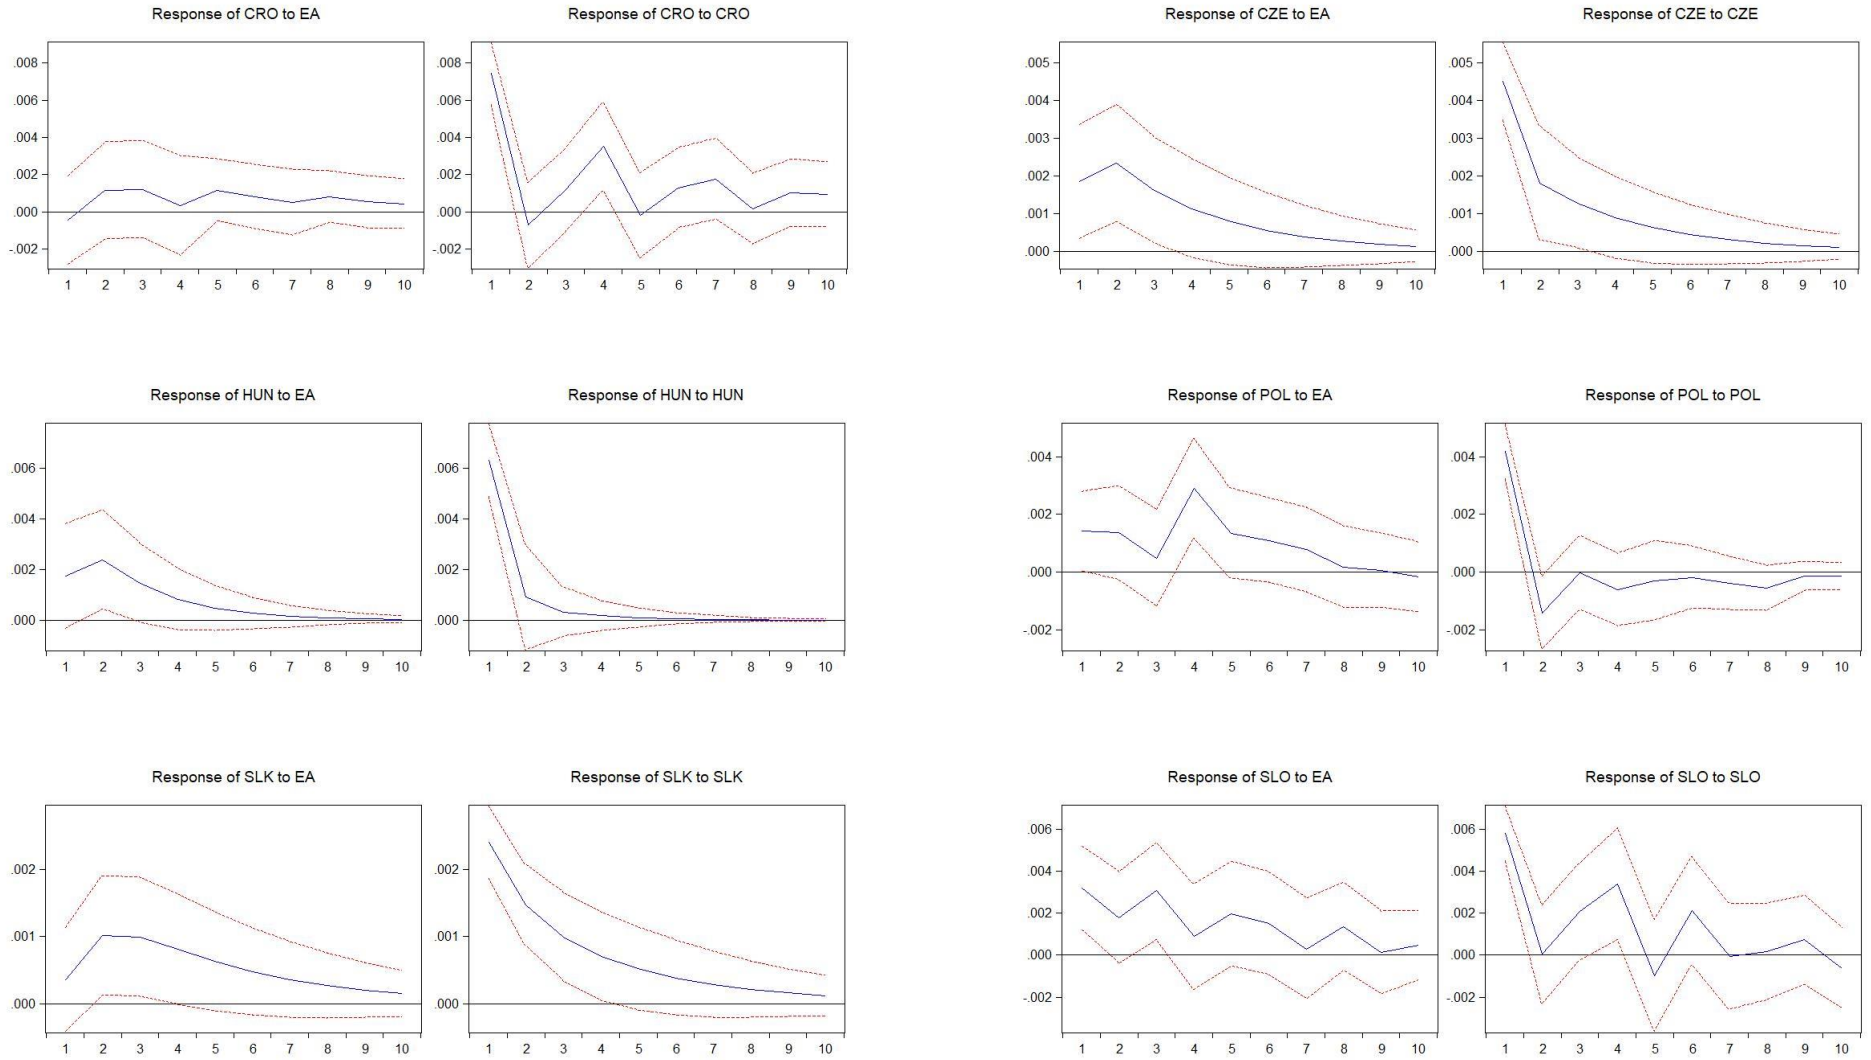 Response of CRO to EA
.008
.006
.004
.002
.000
-.002
1 2 3 4 5 6 7 8 9 10
Response of CRO to CRO
.008
.006
.004
.002
.000
-.002
1 2 3 4 5 6 7 8 9 10
Response of CZE to EA
.005
.004
.003
.002
.001
.000
1 2 3 4 5 6 7 8 9 10
Response of CZE to CZE
.005
.004
.003
.002
.001
.000
1 2 3 4 5 6 7 8 9 10
Response of HUN to EA
.006
.004
.002
.000
1 2 3 4 5 6 7 8 9 10
Response of HUN to HUN
.006
.004
.002
.000
1 2 3 4 5 6 7 8 9 10
Response of POL to EA
.004
.002
.000
-.002
1 2 3 4 5 6 7 8 9 10
Response of POL to POL
.004
.002
.000
-.002
1 2 3 4 5 6 7 8 9 10
Response of SLK to EA
.002
.001
.000
1 2 3 4 5 6 7 8 9 10
Response of SLK to SLK
.002
.001
.000
1 2 3 4 5 6 7 8 9 10
Response of SLO to EA
.006
.004
.002
.000
-.002
1 2 3 4 5 6 7 8 9 10
Response of SLO to SLO
.006
.004
.002
.000
-.002
1 2 3 4 5 6 7 8 9 10